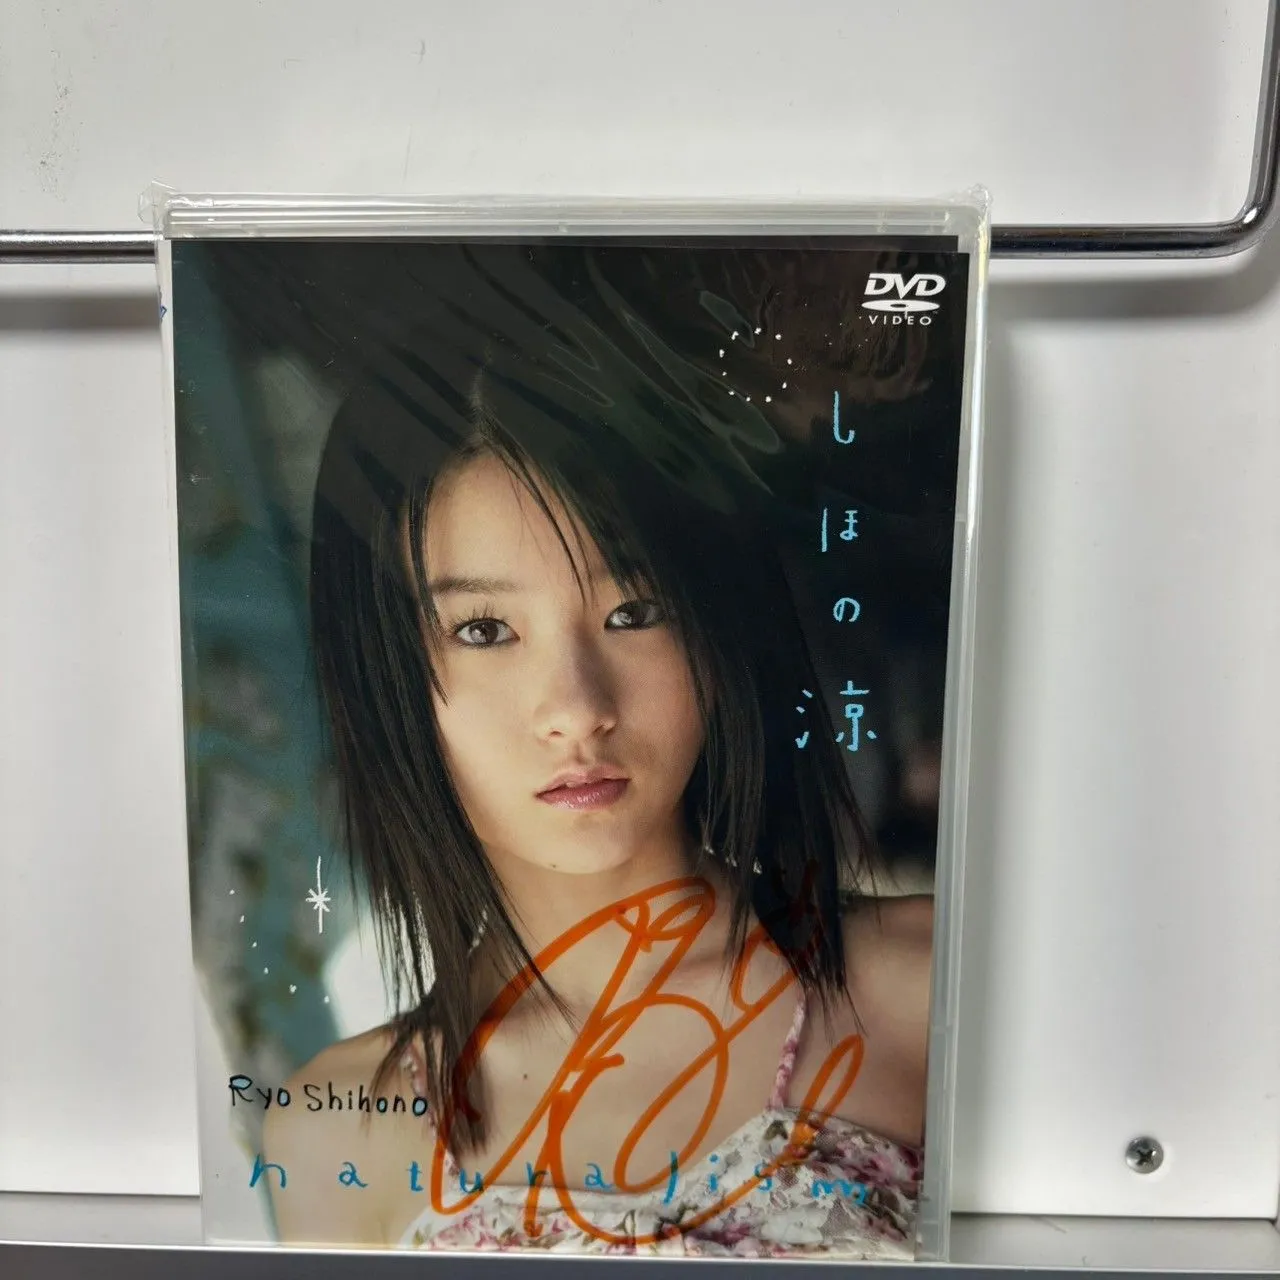 DVD
VIDEO
しほの涼
Ryo Shihono
naturalism